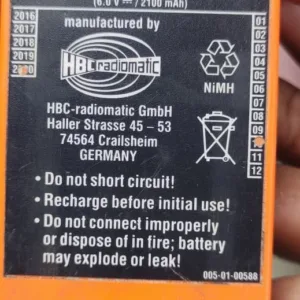 (6.0 V ⎓ / 2100 mAh)
manufactured by
2016
2017
2018
2019
2020
HBC radiomatic
NiMH
HBC-radiomatic GmbH
Haller Strasse 45 – 53
74564 Crailsheim
GERMANY
01
02
03
04
05
06
07
08
09
10
11
12
• Do not short circuit!
• Recharge before initial use!
• Do not connect improperly
or dispose of in fire; battery
may explode or leak!
005-01-00588